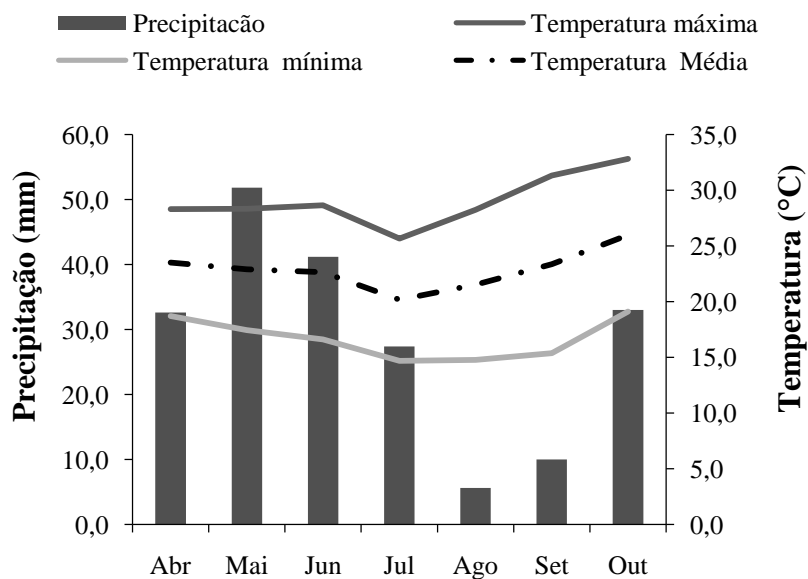 Precipitacão
Temperatura máxima
Temperatura mínima
Temperatura Média
60,0
50,0
40,0
30,0
20,0
10,0
0,0
Precipitação (mm)
35,0
30,0
25,0
20,0
15,0
10,0
5,0
0,0
Temperatura (°C)
Abr Mai Jun Jul Ago Set Out